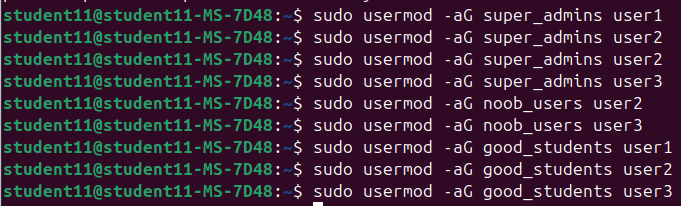 student11@student11-MS-7D48:~$ sudo usermod -aG super_admins user1
student11@student11-MS-7D48:~$ sudo usermod -aG super_admins user2
student11@student11-MS-7D48:~$ sudo usermod -aG super_admins user2
student11@student11-MS-7D48:~$ sudo usermod -aG super_admins user3
student11@student11-MS-7D48:~$ sudo usermod -aG noob_users user2
student11@student11-MS-7D48:~$ sudo usermod -aG noob_users user3
student11@student11-MS-7D48:~$ sudo usermod -aG good_students user1
student11@student11-MS-7D48:~$ sudo usermod -aG good_students user2
student11@student11-MS-7D48:~$ sudo usermod -aG good_students user3